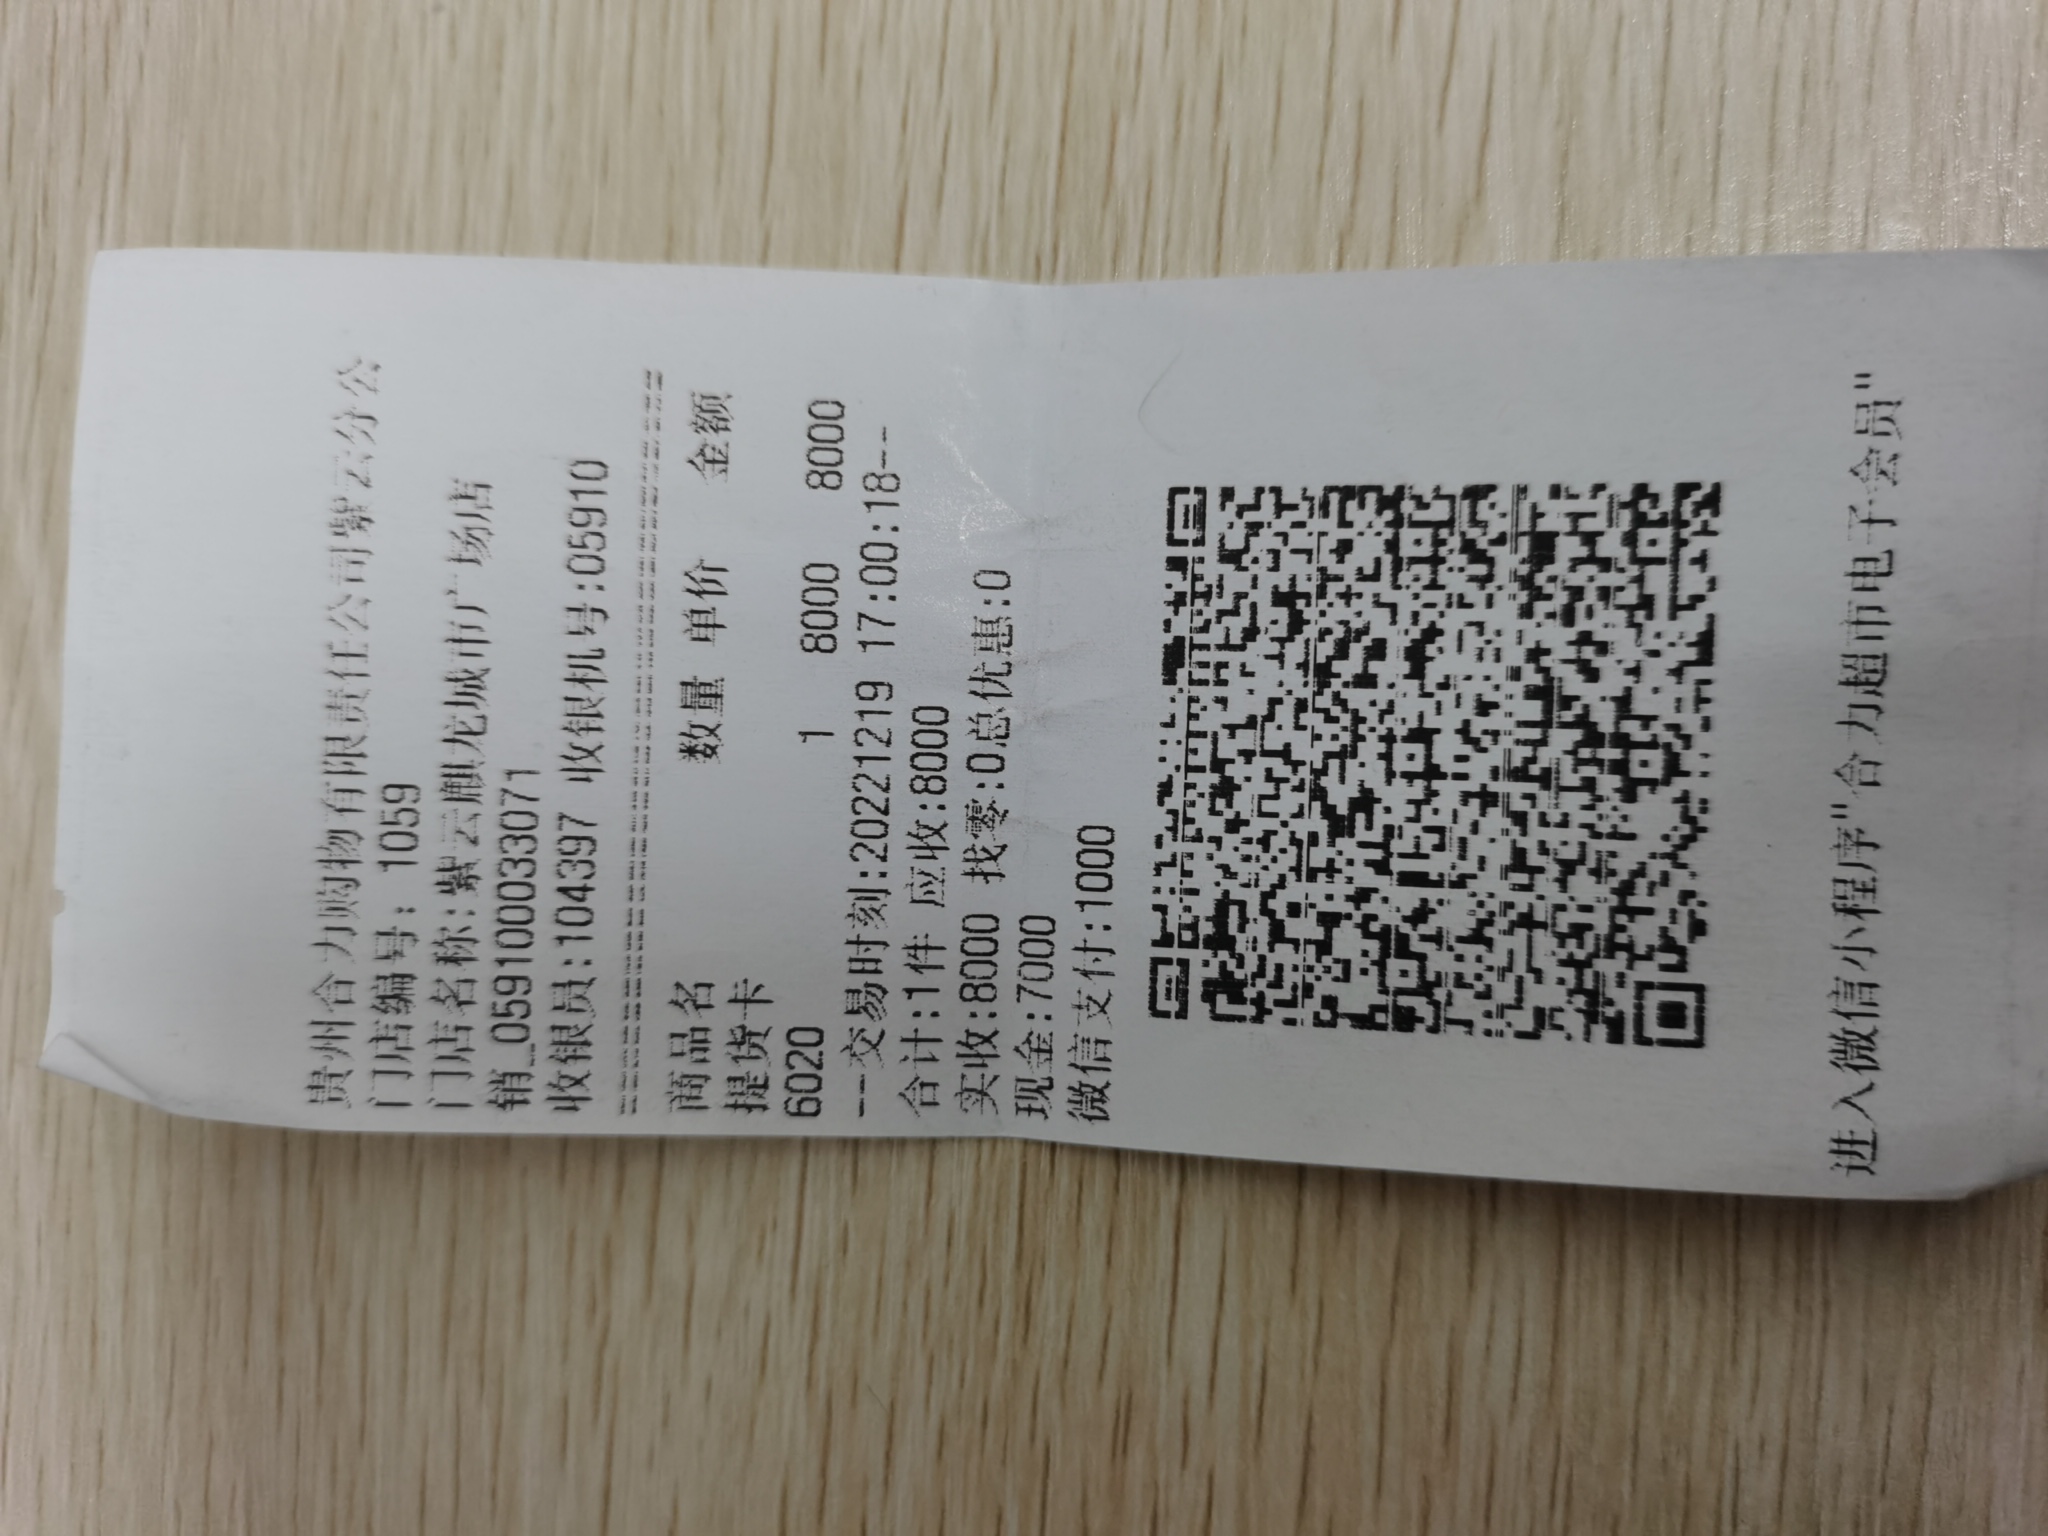 贵州合力购物有限责任公司紫云分公
门店编号: 1059
门店名称:紫云麒龙城市广场店
销_059100033071
收银员:104397 收银机号:05910
================================
商品名 数量 单价 金额
提货卡
6020 1 8000 8000
--交易时刻:20221219 17:00:18--
合计:1件 应收:8000
实收:8000 找零:0总优惠:0
现金:7000
微信支付:1000
进入微信小程序"合力超市电子会员"